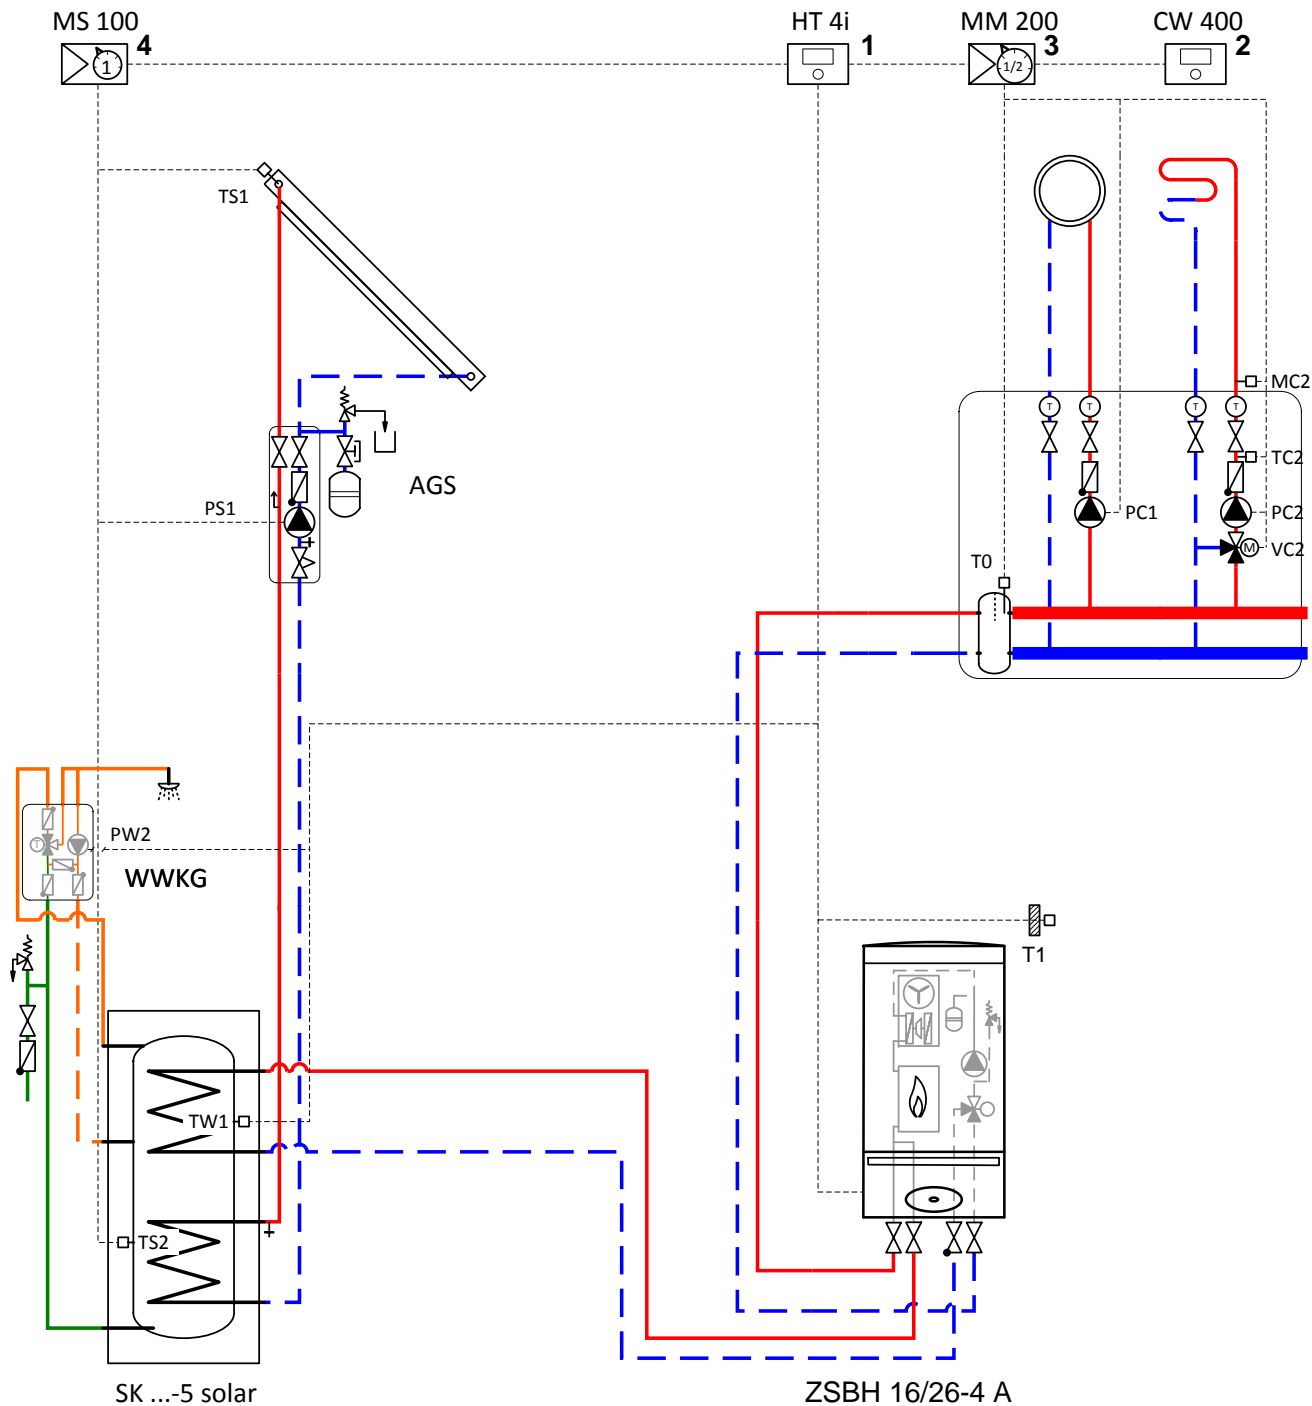 MS 100
HT 4i
MM 200
CW 400
4
1
3
2
1
1/2
TS1
MC2
T
T
T
T
TC2
AGS
PS1
PC1
PC2
M
VC2
T0
PW2
T
WWKG
T1
TW1
TS2
SK ...-5 solar
ZSBH 16/26-4 A